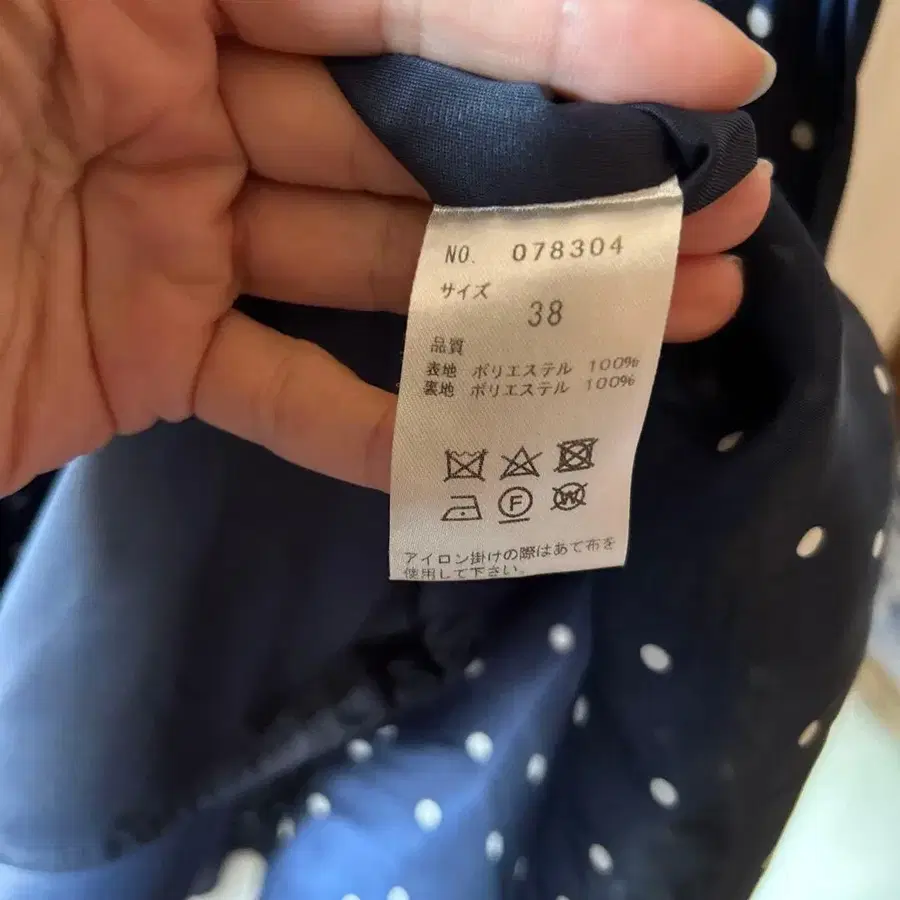 NO. 078304
サイズ
38
品質
表地 ポリエステル 100%
裏地 ポリエステル 100%
F
W
アイロン掛けの際はあて布を
使用して下さい。